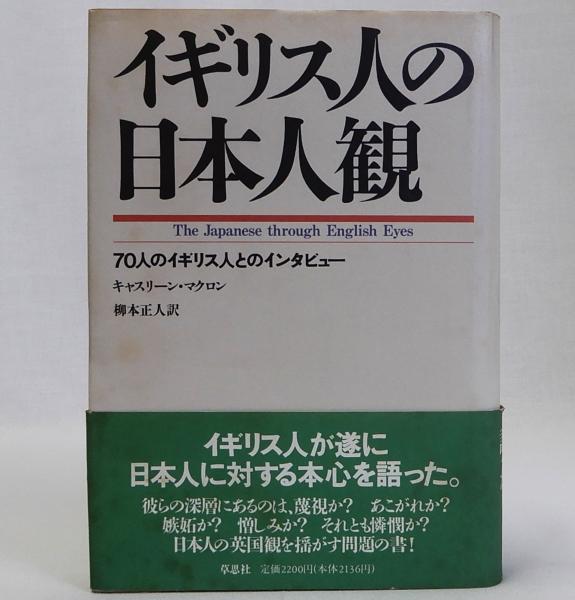 イギリス人の
日本人観
The Japanese through English Eyes
70人のイギリス人とのインタビュー
キャスリーン・マクロン
柳本正人訳
イギリス人が遂に
日本人に対する本心を語った。
彼らの深層にあるのは、蔑視か? あこがれか?
嫉妬か? 憎しみか? それとも憐憫か?
日本人の英国観を揺がす問題の書!
草思社 定価2200円(本体2136円)